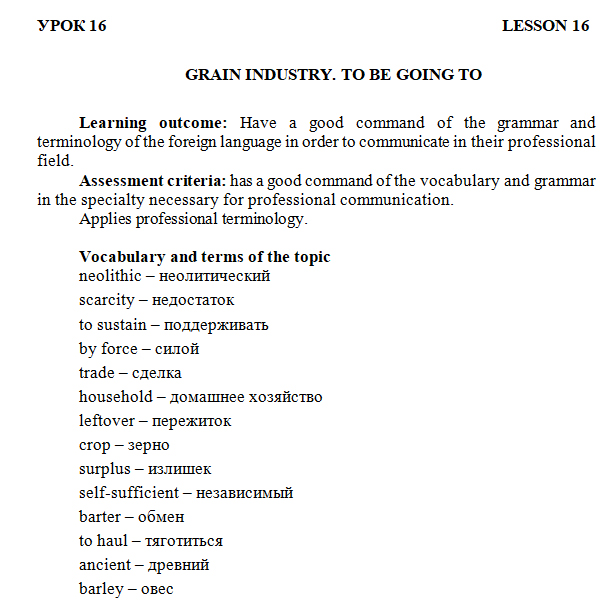 УРОК 16 LESSON 16
GRAIN INDUSTRY. TO BE GOING TO
Learning outcome: Have a good command of the grammar and
terminology of the foreign language in order to communicate in their professional
field.
Assessment criteria: has a good command of the vocabulary and grammar
in the specialty necessary for professional communication.
Applies professional terminology.
Vocabulary and terms of the topic
neolithic – неолитический
scarcity – недостаток
to sustain – поддерживать
by force – силой
trade – сделка
household – домашнее хозяйство
leftover – пережиток
crop – зерно
surplus – излишек
self-sufficient – независимый
barter – обмен
to haul – тяготиться
ancient – древний
barley – овес